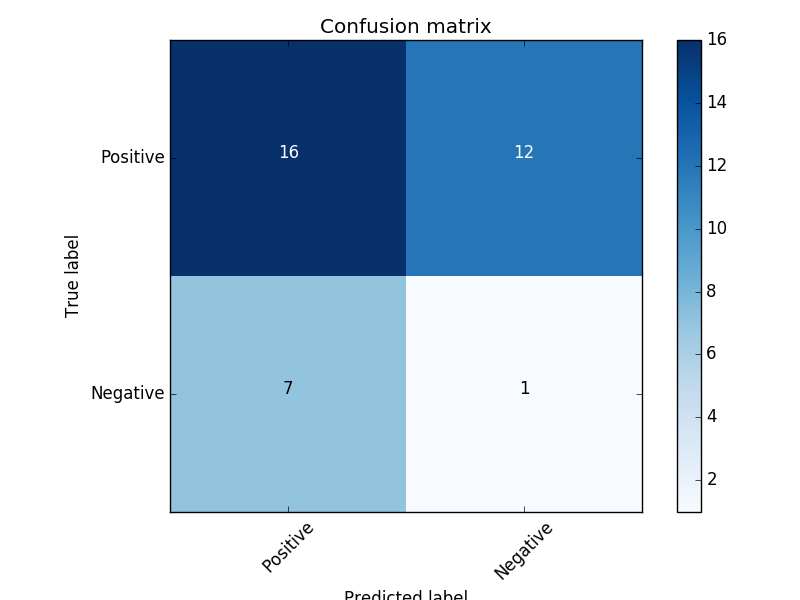 Confusion matrix
Positive
16
12
Negative
7
1
True label
Positive
Negative
Predicted label
16
14
12
10
8
6
4
2